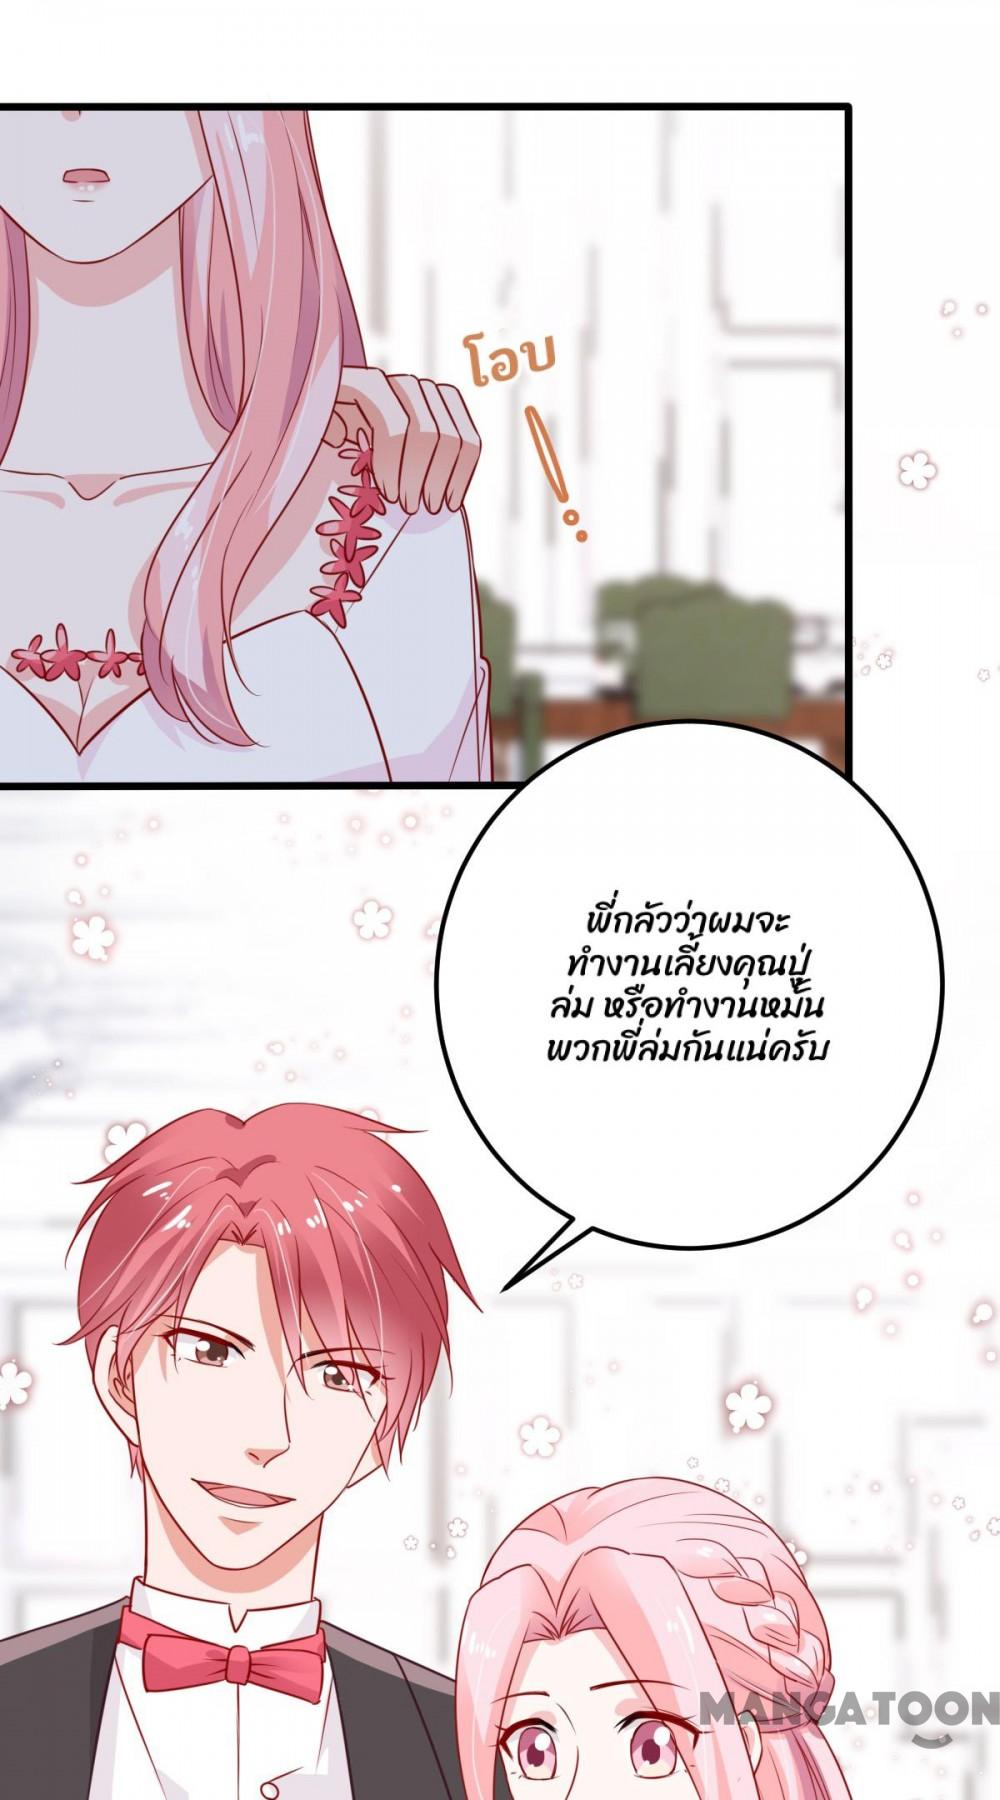 โอบ
พี่กลัวว่าผมจะ
ทำงานเลี้ยงคุณปู่
ล่ม หรือทำงานหมั้น
พวกพี่ล่มกันแน่ครับ
MANGATOON